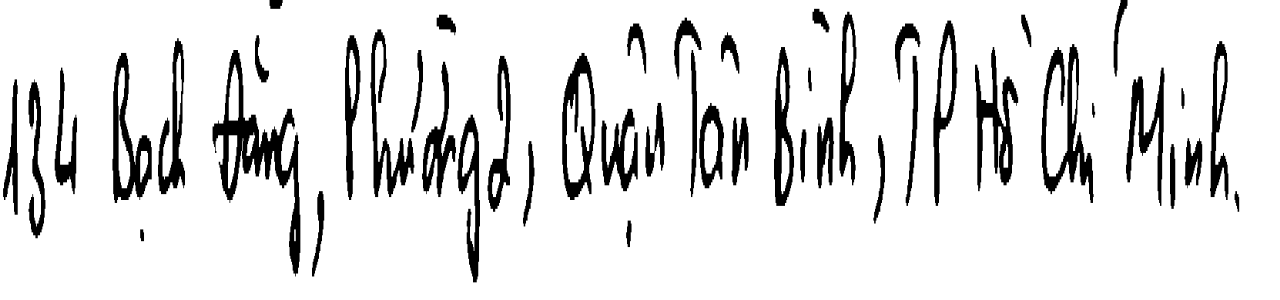 134 Bạch Đằng, Phường 2, Quận Tân Bình, TP Hồ Chí Minh.